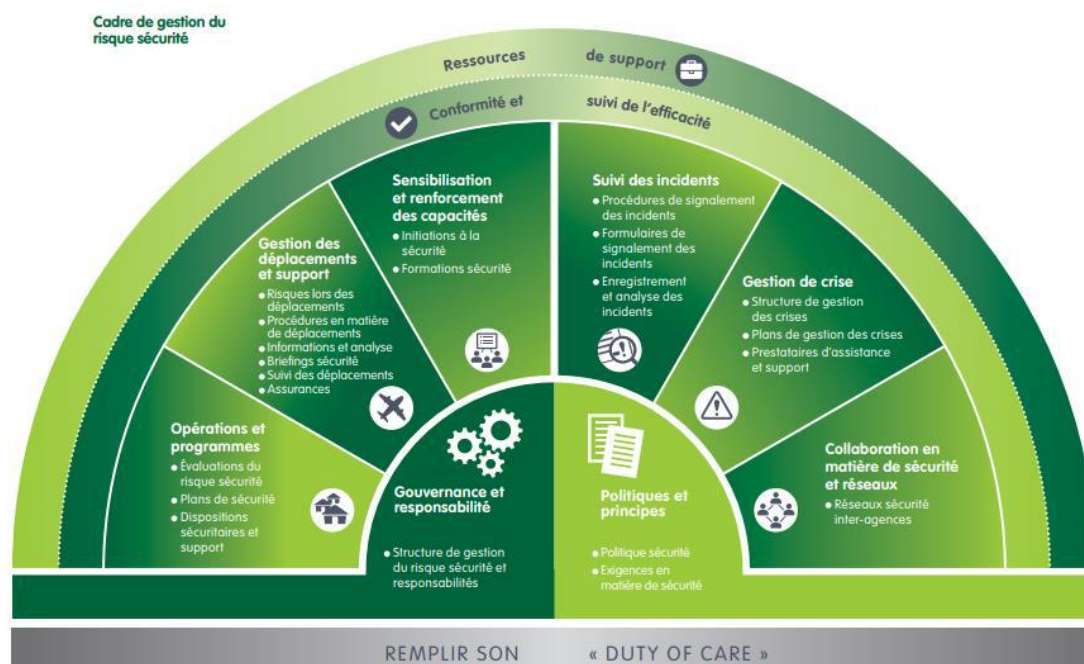 Cadre de gestion du
risque sécurité
Ressources de support
Conformité et suivi de l'efficacité
Opérations et
programmes
• Évaluations du
risque sécurité
• Plans de sécurité
• Dispositions
sécuritaires et
support
Gestion des
déplacements
et support
• Risques lors des
déplacements
• Procédures en matière
de déplacements
• Informations et analyse
• Briefings sécurité
• Suivi des déplacements
• Assurances
Sensibilisation
et renforcement
des capacités
• Initiations à la
sécurité
• Formations sécurité
Suivi des incidents
• Procédures de signalement
des incidents
• Formulaires de
signalement des
incidents
• Enregistrement
et analyse des
incidents
Gestion de crise
• Structure de gestion
des crises
• Plans de gestion des crises
• Prestataires d'assistance
et support
Collaboration en
matière de sécurité
et réseaux
• Réseaux sécurité
inter-agences
Gouvernance et
responsabilité
• Structure de gestion
du risque sécurité et
responsabilités
Politiques et
principes
• Politique sécurité
• Exigences en
matière de sécurité
REMPLIR SON « DUTY OF CARE »